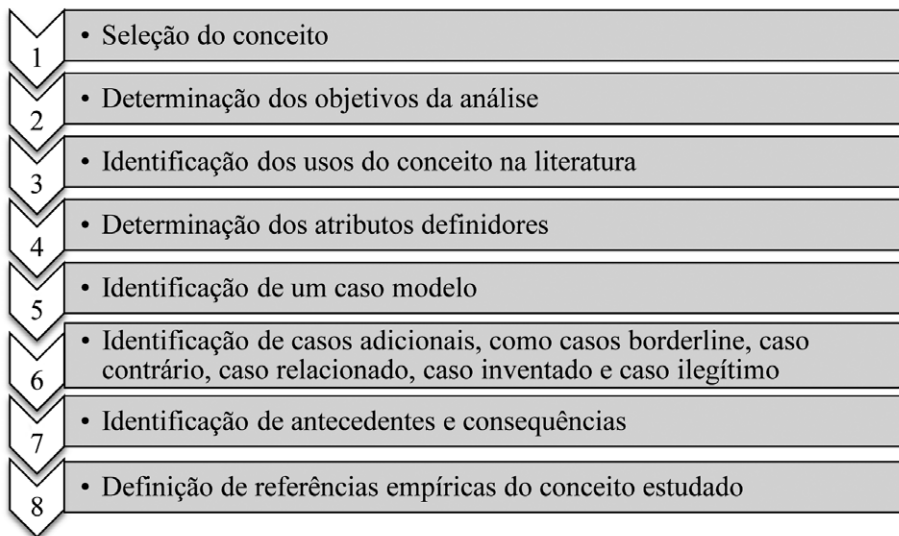 1 • Seleção do conceito
2 • Determinação dos objetivos da análise
3 • Identificação dos usos do conceito na literatura
4 • Determinação dos atributos definidores
5 • Identificação de um caso modelo
6 • Identificação de casos adicionais, como casos borderline, caso
contrário, caso relacionado, caso inventado e caso ilegítimo
7 • Identificação de antecedentes e consequências
8 • Definição de referências empíricas do conceito estudado